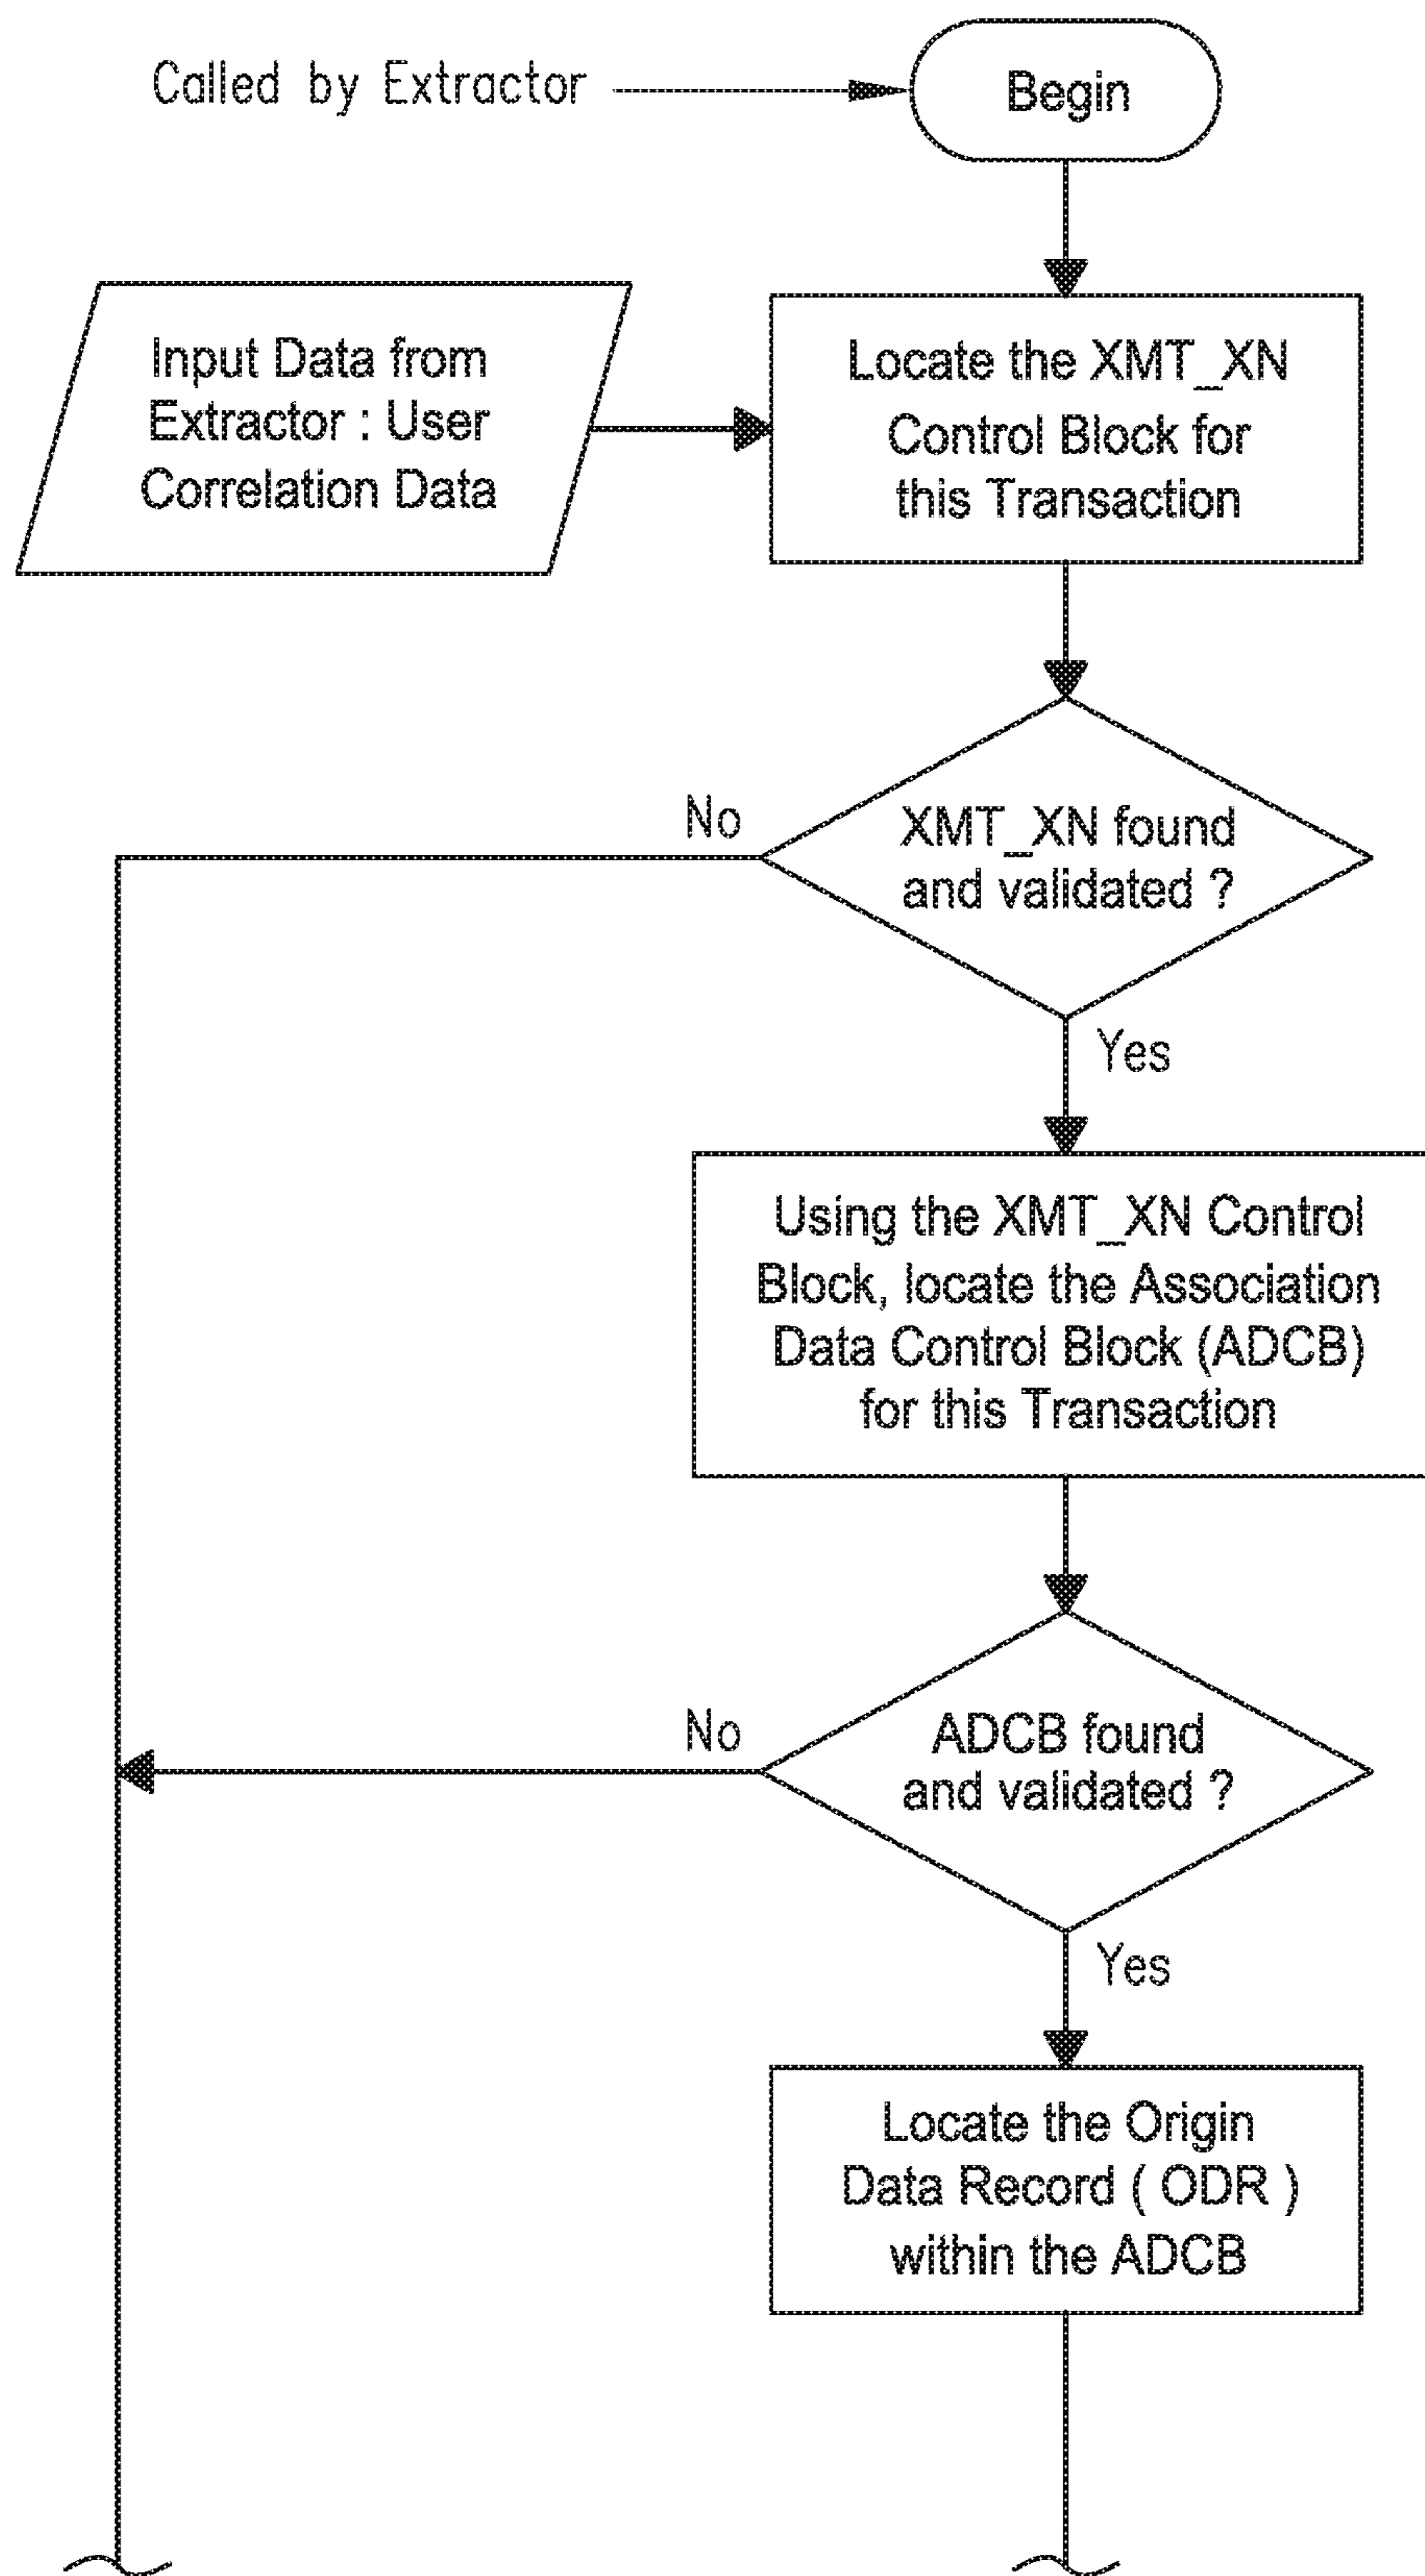 Called by Extractor
Begin
Input Data from
Extractor : User
Correlation Data
Locate the XMT_XN
Control Block for
this Transaction
No
XMT_XN found
and validated ?
Yes
Using the XMT_XN Control
Block, locate the Association
Data Control Block (ADCB)
for this Transaction
No
ADCB found
and validated ?
Yes
Locate the Origin
Data Record ( ODR )
within the ADCB